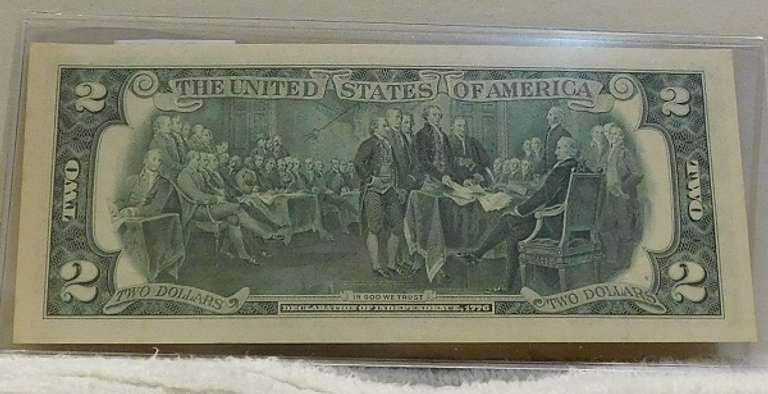 THE UNITED STATES OF AMERICA
2 2
TWO TWO
2 2
TWO DOLLARS TWO DOLLARS
IN GOD WE TRUST
DECLARATION OF INDEPENDENCE, 1776